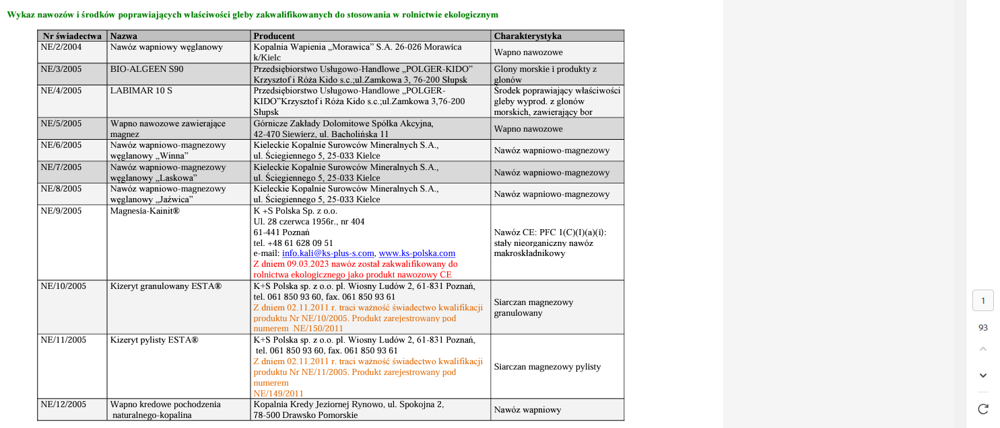 Wykaz nawozów i środków poprawiających właściwości gleby zakwalifikowanych do stosowania w rolnictwie ekologicznym
Nr świadectwa Nazwa Producent Charakterystyka
NE/2/2004 Nawóz wapniowy węglanowy Kopalnia Wapienia „Morawica” S.A. 26-026 Morawica
k/Kielc
Wapno nawozowe
NE/3/2005 BIO-ALGEEN S90 Przedsiębiorstwo Usługowo-Handlowe „POLGER-KIDO”
Krzysztof i Róża Kido s.c.;ul.Zamkowa 3, 76-200 Słupsk
Glony morskie i produkty z
glonów
NE/4/2005 LABIMAR 10 S Przedsiębiorstwo Usługowo-Handlowe „POLGER-
KIDO”Krzysztof i Róża Kido s.c.;ul.Zamkowa 3,76-200
Słupsk
Środek poprawiający właściwości
gleby wyprod. z glonów
morskich, zawierający bor
NE/5/2005 Wapno nawozowe zawierające
magnez
Górnicze Zakłady Dolomitowe Spółka Akcyjna,
42-470 Siewierz, ul. Bacholińska 11
Wapno nawozowe
NE/6/2005 Nawóz wapniowo-magnezowy
węglanowy „Winna”
Kieleckie Kopalnie Surowców Mineralnych S.A.,
ul. Ściegiennego 5, 25-033 Kielce
Nawóz wapniowo-magnezowy
NE/7/2005 Nawóz wapniowo-magnezowy
węglanowy „Laskowa”
Kieleckie Kopalnie Surowców Mineralnych S.A.,
ul. Ściegiennego 5, 25-033 Kielce
Nawóz wapniowo-magnezowy
NE/8/2005 Nawóz wapniowo-magnezowy
węglanowy „Jaźwica”
Kieleckie Kopalnie Surowców Mineralnych S.A.,
ul. Ściegiennego 5, 25-033 Kielce
Nawóz wapniowo-magnezowy
NE/9/2005 Magnesia-Kainit®
K +S Polska Sp. z o.o.
Ul. 28 czerwca 1956r., nr 404
61-441 Poznań
tel. +48 61 628 09 51
e-mail: info.kali@ks-plus-s.com, www.ks-polska.com
Z dniem 09.03.2023 nawóz został zakwalifikowany do
rolnictwa ekologicznego jako produkt nawozowy CE
Nawóz CE: PFC 1(C)(I)(a)(i):
stały nieorganiczny nawóz
makroskładnikowy
NE/10/2005 Kizeryt granulowany ESTA®
K+S Polska sp. z o.o. pl. Wiosny Ludów 2, 61-831 Poznań,
tel. 061 850 93 60, fax. 061 850 93 61
Z dniem 02.11.2011 r. traci ważność świadectwo kwalifikacji
produktu Nr NE/10/2005. Produkt zarejestrowany pod
numerem NE/150/2011
Siarczan magnezowy
granulowany
NE/11/2005 Kizeryt pylisty ESTA®
K+S Polska sp. z o.o. pl. Wiosny Ludów 2, 61-831 Poznań,
tel. 061 850 93 60, fax. 061 850 93 61
Z dniem 02.11.2011 r. traci ważność świadectwo kwalifikacji
produktu Nr NE/11/2005. Produkt zarejestrowany pod
numerem
NE/149/2011
Siarczan magnezowy pylisty
NE/12/2005 Wapno kredowe pochodzenia
naturalnego-kopalina
Kopalnia Kredy Jeziornej Rynowo, ul. Spokojna 2,
78-500 Drawsko Pomorskie
Nawóz wapniowy
1
93